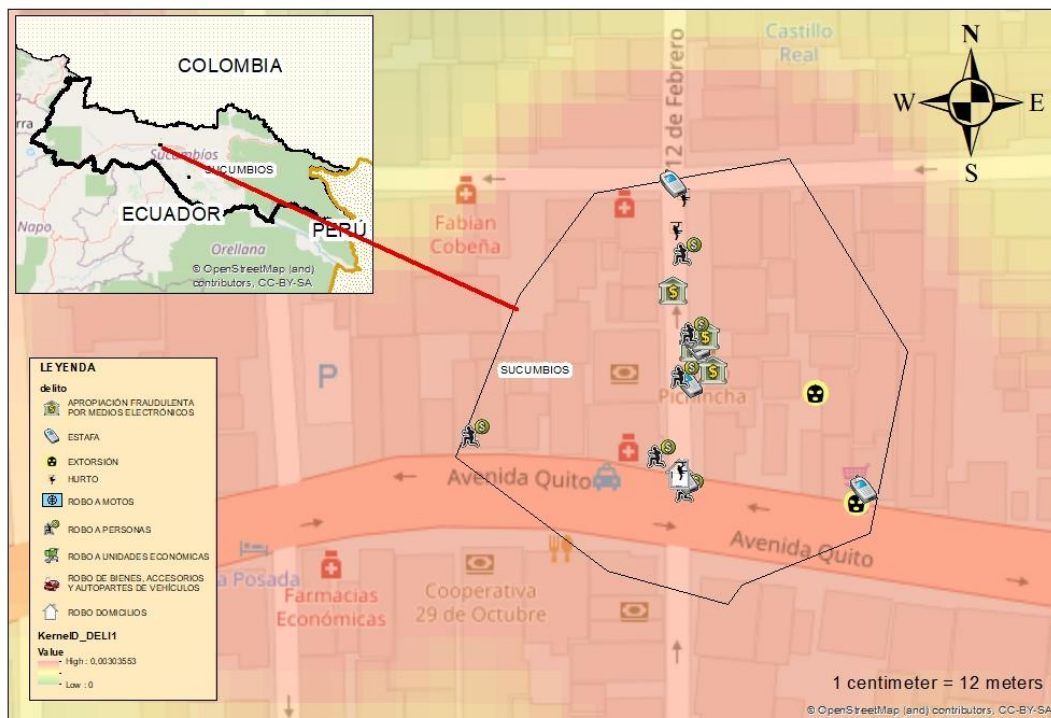 COLOMBIA
Sucumbíos
SUCUMBIOS
ECUADOR
PERÚ
Napo
Orellana
© OpenStreetMap (and)
contributors, CC-BY-SA
Castillo
Real
12 de Febrero
N
W
E
S
Fabian
Cobeña
P
SUCUMBIOS
Pichincha
Avenida Quito
Avenida Quito
a Posada
Farmacias
Económicas
Cooperativa
29 de Octubre
LEYENDA
delito
APROPIACIÓN FRAUDULENTA
POR MEDIOS ELECTRÓNICOS
ESTAFA
EXTORSIÓN
HURTO
ROBO A MOTOS
ROBO A PERSONAS
ROBO A UNIDADES ECONÓMICAS
ROBO DE BIENES, ACCESORIOS
Y AUTOPARTES DE VEHÍCULOS
ROBO DOMICILIOS
KernelD_DELI1
Value
High : 0,00303553
Low : 0
1 centimeter = 12 meters
© OpenStreetMap (and) contributors, CC-BY-SA